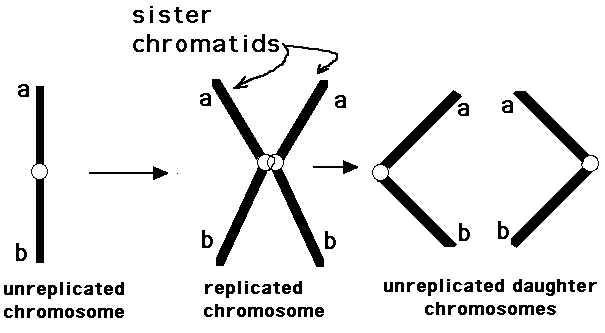 sister
chromatids
a
a
a
a
a
b
b
b
b
b
unreplicated
chromosome
replicated
chromosome
unreplicated daughter
chromosomes